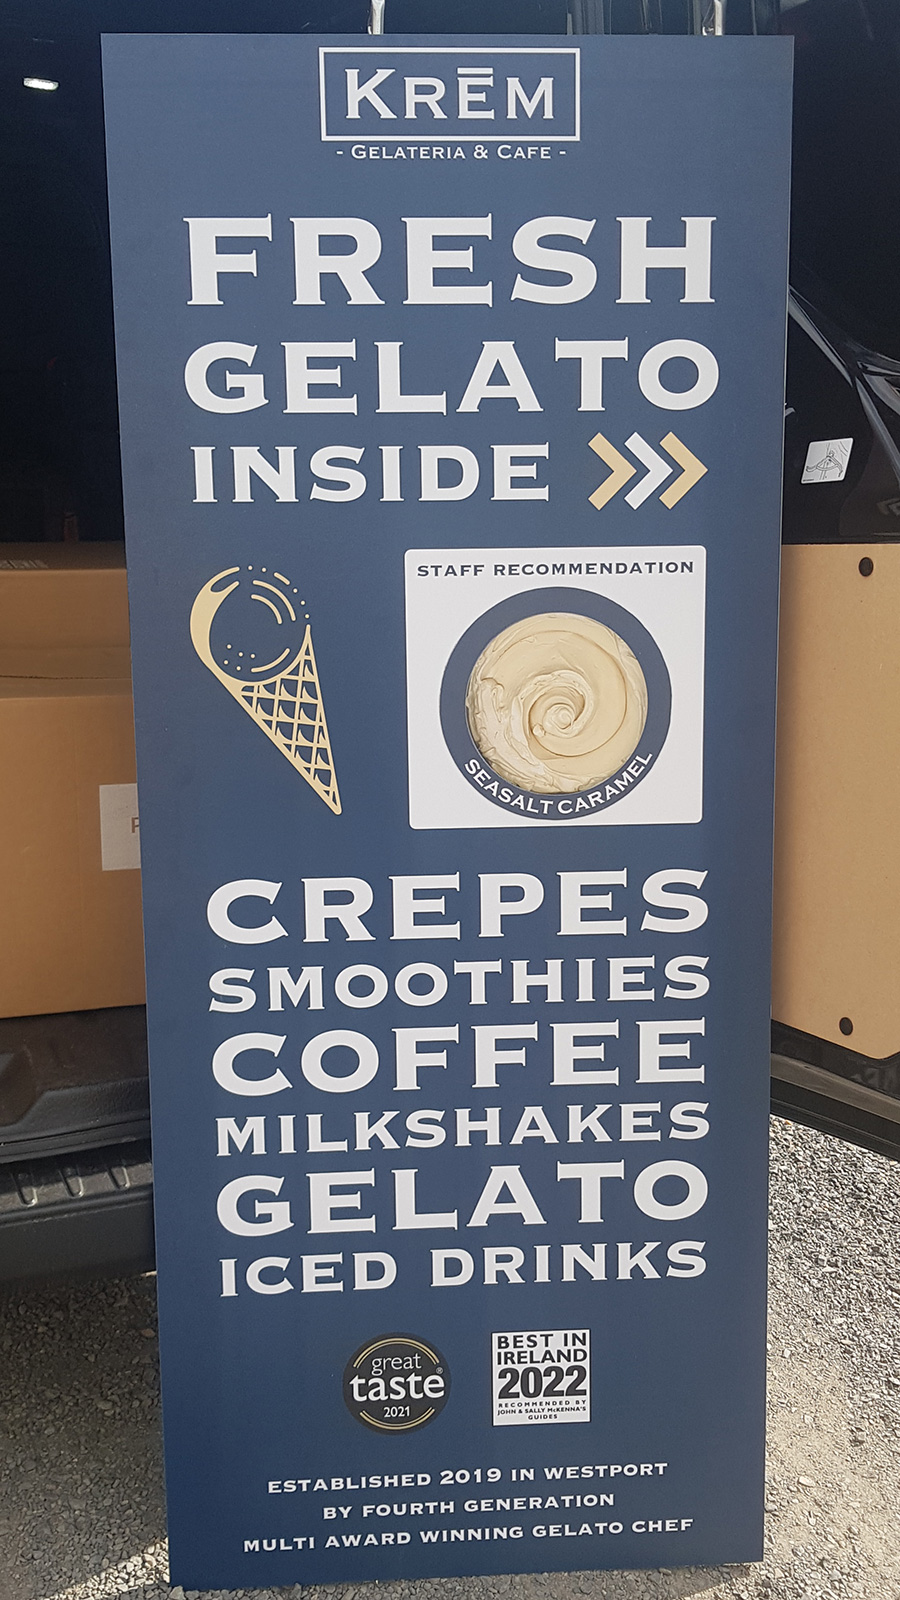 KRĒM
- GELATERIA & CAFE -
FRESH
GELATO
INSIDE
STAFF RECOMMENDATION
SEASALT CARAMEL
CREPES
SMOOTHIES
COFFEE
MILKSHAKES
GELATO
ICED DRINKS
great
taste®
2021
BEST IN
IRELAND
2022
RECOMMENDED BY
JOHN & SALLY McKENNA'S
GUIDES
ESTABLISHED 2019 IN WESTPORT
BY FOURTH GENERATION
MULTI AWARD WINNING GELATO CHEF